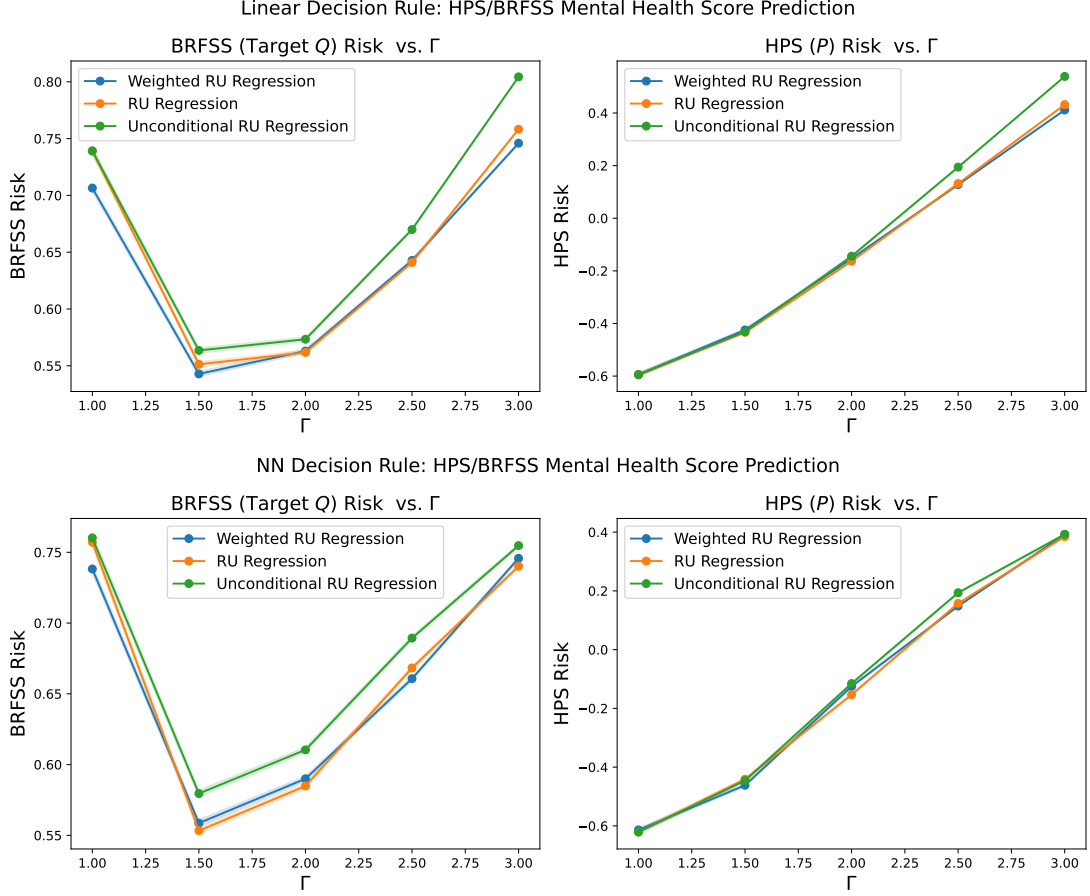 Linear Decision Rule: HPS/BRFSS Mental Health Score Prediction
BRFSS (Target Q) Risk vs. Γ
Weighted RU Regression
RU Regression
Unconditional RU Regression
BRFSS Risk
0.80
0.75
0.70
0.65
0.60
0.55
1.00 1.25 1.50 1.75 2.00 2.25 2.50 2.75 3.00
Γ
HPS (P) Risk vs. Γ
Weighted RU Regression
RU Regression
Unconditional RU Regression
HPS Risk
0.4
0.2
0.0
−0.2
−0.4
−0.6
1.00 1.25 1.50 1.75 2.00 2.25 2.50 2.75 3.00
Γ
NN Decision Rule: HPS/BRFSS Mental Health Score Prediction
BRFSS (Target Q) Risk vs. Γ
Weighted RU Regression
RU Regression
Unconditional RU Regression
BRFSS Risk
0.75
0.70
0.65
0.60
0.55
1.00 1.25 1.50 1.75 2.00 2.25 2.50 2.75 3.00
Γ
HPS (P) Risk vs. Γ
Weighted RU Regression
RU Regression
Unconditional RU Regression
HPS Risk
0.4
0.2
0.0
−0.2
−0.4
−0.6
1.00 1.25 1.50 1.75 2.00 2.25 2.50 2.75 3.00
Γ